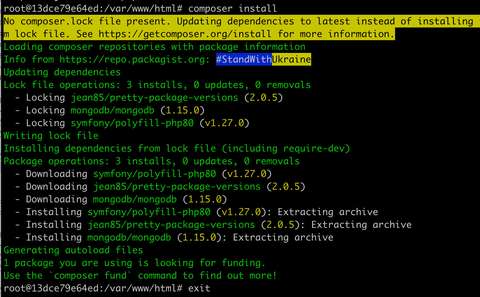 root@13dce79e64ed:/var/www/html# composer install
No composer.lock file present. Updating dependencies to latest instead of installing
m lock file. See https://getcomposer.org/install for more information.
Loading composer repositories with package information
Info from https://repo.packagist.org: #StandWithUkraine
Updating dependencies
Lock file operations: 3 installs, 0 updates, 0 removals
- Locking jean85/pretty-package-versions (2.0.5)
- Locking mongodb/mongodb (1.15.0)
- Locking symfony/polyfill-php80 (v1.27.0)
Writing lock file
Installing dependencies from lock file (including require-dev)
Package operations: 3 installs, 0 updates, 0 removals
- Downloading symfony/polyfill-php80 (v1.27.0)
- Downloading jean85/pretty-package-versions (2.0.5)
- Downloading mongodb/mongodb (1.15.0)
- Installing symfony/polyfill-php80 (v1.27.0): Extracting archive
- Installing jean85/pretty-package-versions (2.0.5): Extracting archive
- Installing mongodb/mongodb (1.15.0): Extracting archive
Generating autoload files
1 package you are using is looking for funding.
Use the `composer fund` command to find out more!
root@13dce79e64ed:/var/www/html# exit